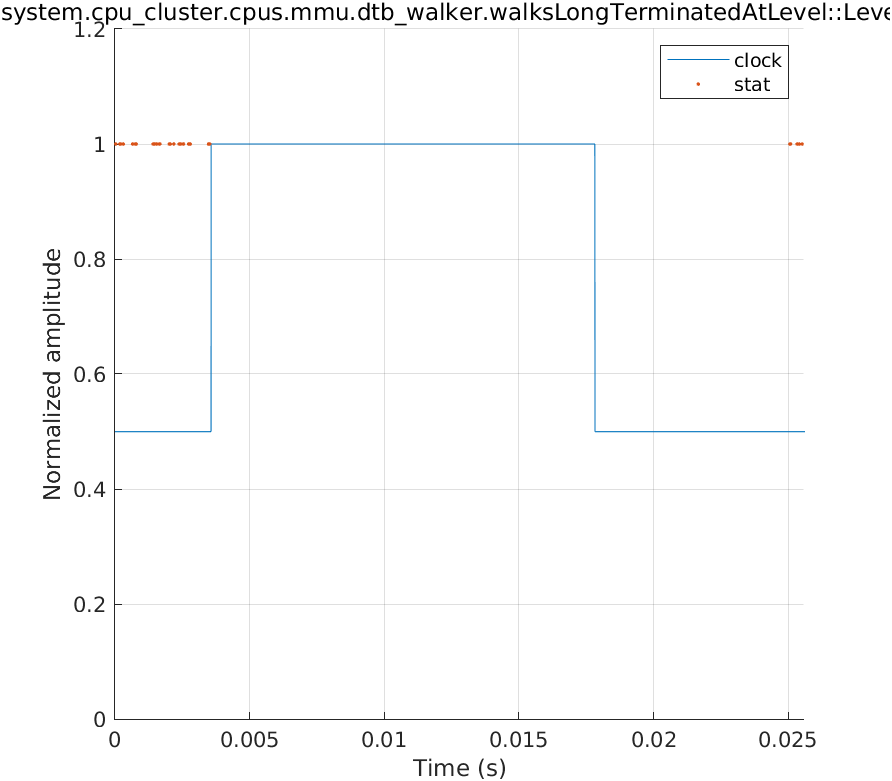 system.cpu_cluster.cpus.mmu.dtb_walker.walksLongTerminatedAtLevel::Leve
1.2
clock
stat
1
0.8
Normalized amplitude
0.6
0.4
0.2
0
0 0.005 0.01 0.015 0.02 0.025
Time (s)